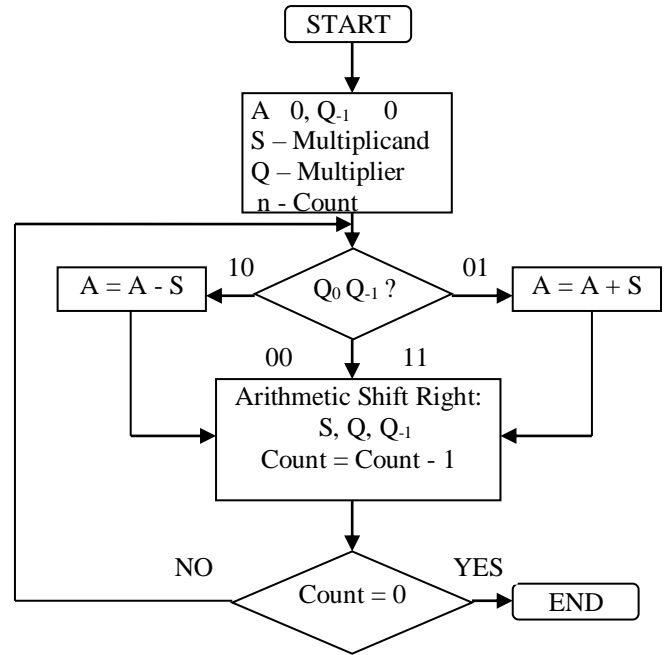 START
A 0, Q-1 0
S – Multiplicand
Q – Multiplier
n - Count
10
01
A = A - S
Q0 Q-1 ?
A = A + S
00 11
Arithmetic Shift Right:
S, Q, Q-1
Count = Count - 1
NO
YES
Count = 0
END